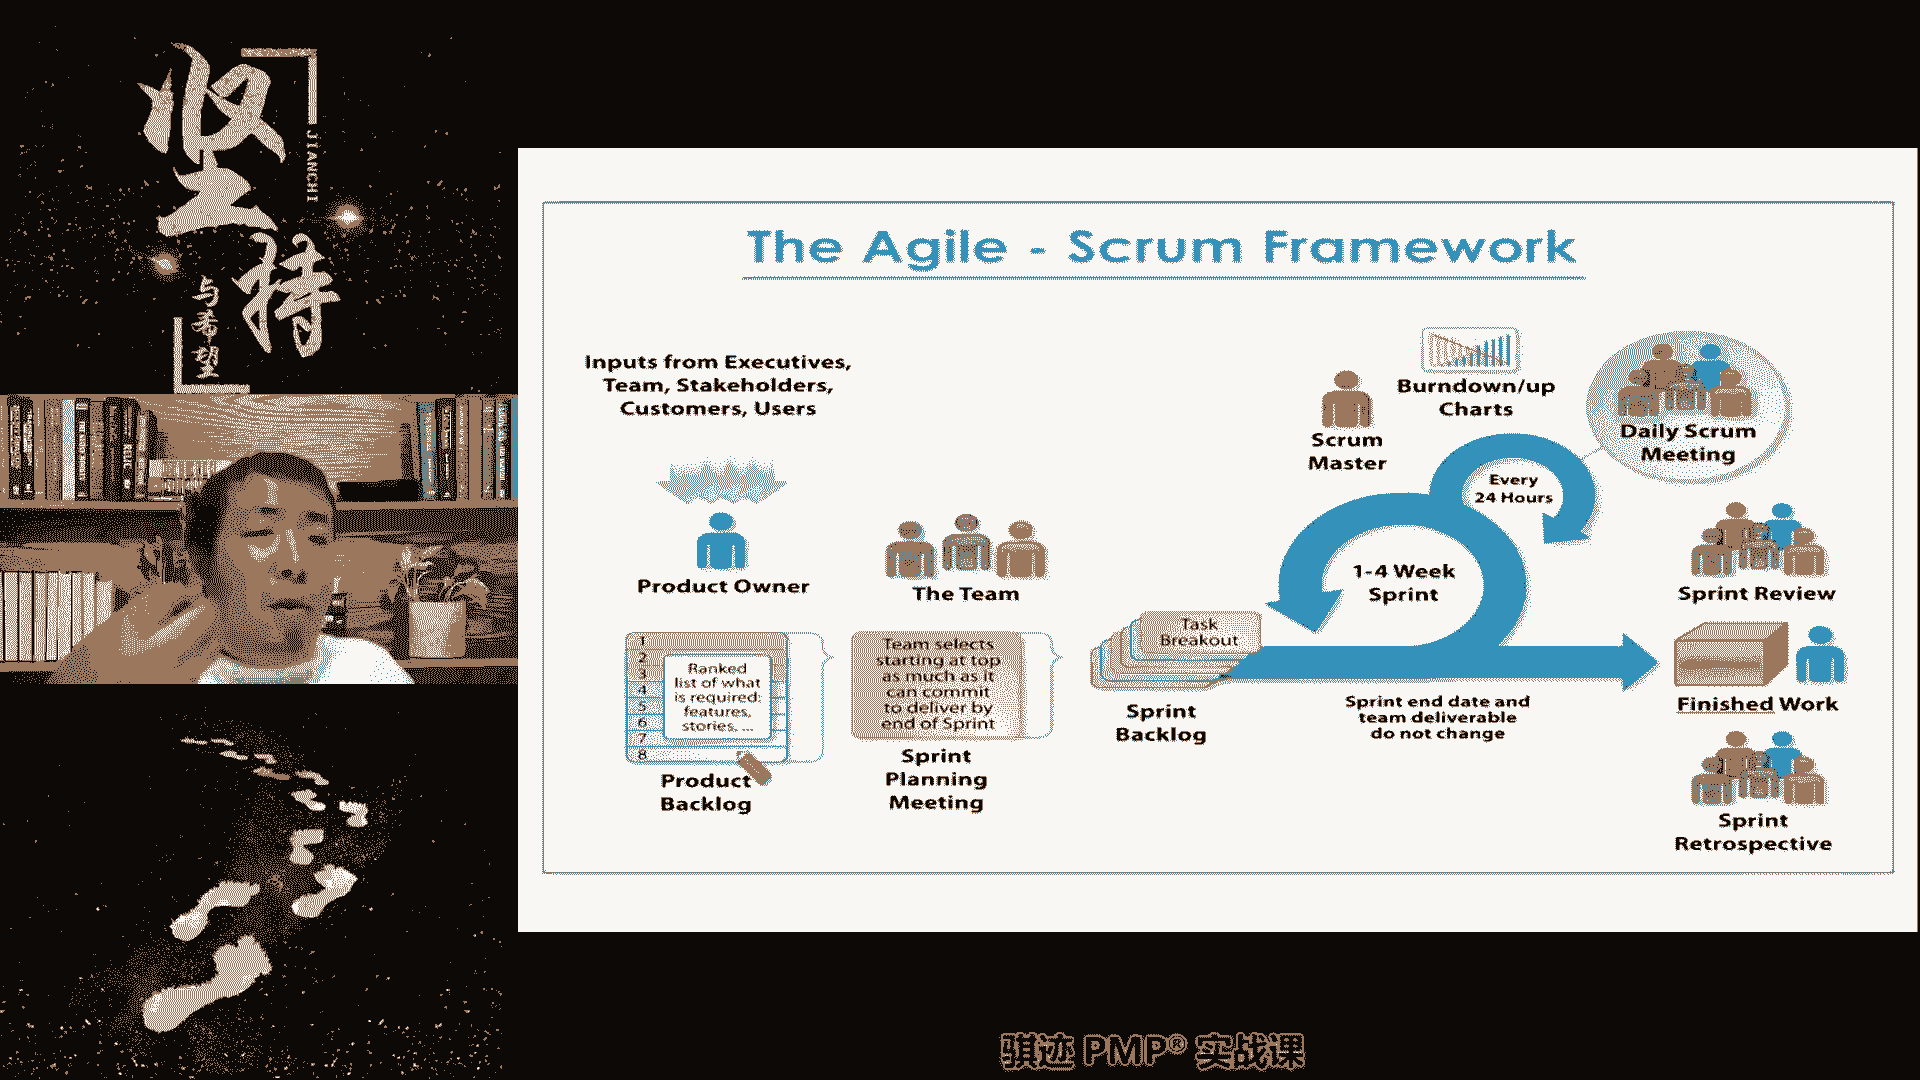 坚持
JIANCHI
与希望
The Agile - Scrum Framework
Inputs from Executives,
Team, Stakeholders,
Customers, Users
Product Owner
The Team
1
2
3
4
5
6
7
8
Ranked
list of what
is required:
features,
stories, ...
Product
Backlog
Team selects
starting at top
as much as it
can commit
to deliver by
end of Sprint
Sprint
Planning
Meeting
Task
Breakout
Sprint
Backlog
Scrum
Master
Burndown/up
Charts
Every
24 Hours
Daily Scrum
Meeting
1-4 Week
Sprint
Sprint end date and
team deliverable
do not change
Sprint Review
Finished Work
Sprint
Retrospective
骐迹 PMP® 实战课